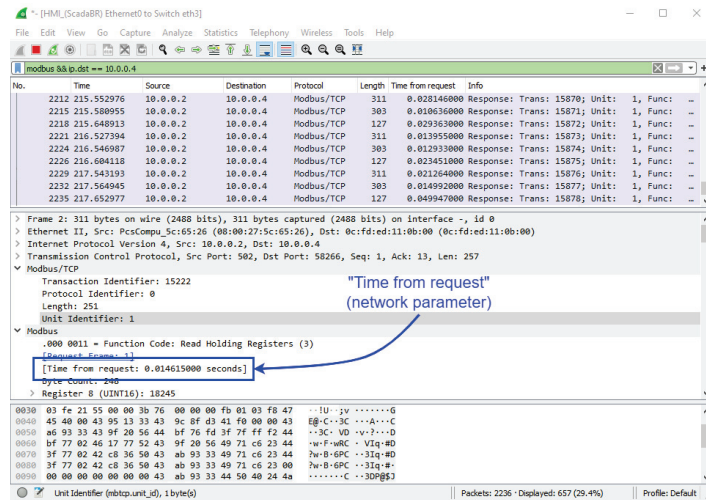 *- [HMI_(ScadaBR) Ethernet0 to Switch eth3]
File Edit View Go Capture Analyze Statistics Telephony Wireless Tools Help
modbus && ip.dst == 10.0.0.4
No. Time Source Destination Protocol Length Time from request Info
2212 215.552976 10.0.0.2 10.0.0.4 Modbus/TCP 311 0.028146000 Response: Trans: 15870; Unit: 1, Func: …
2215 215.580955 10.0.0.2 10.0.0.4 Modbus/TCP 303 0.010636000 Response: Trans: 15871; Unit: 1, Func: …
2218 215.648913 10.0.0.2 10.0.0.4 Modbus/TCP 127 0.029363000 Response: Trans: 15872; Unit: 1, Func: …
2221 216.527394 10.0.0.2 10.0.0.4 Modbus/TCP 311 0.013955000 Response: Trans: 15873; Unit: 1, Func: …
2224 216.546987 10.0.0.2 10.0.0.4 Modbus/TCP 303 0.012933000 Response: Trans: 15874; Unit: 1, Func: …
2226 216.604118 10.0.0.2 10.0.0.4 Modbus/TCP 127 0.023451000 Response: Trans: 15875; Unit: 1, Func: …
2229 217.543193 10.0.0.2 10.0.0.4 Modbus/TCP 311 0.021264000 Response: Trans: 15876; Unit: 1, Func: …
2232 217.564945 10.0.0.2 10.0.0.4 Modbus/TCP 303 0.014992000 Response: Trans: 15877; Unit: 1, Func: …
2235 217.652977 10.0.0.2 10.0.0.4 Modbus/TCP 127 0.049947000 Response: Trans: 15878; Unit: 1, Func: …
Frame 2: 311 bytes on wire (2488 bits), 311 bytes captured (2488 bits) on interface -, id 0
Ethernet II, Src: PcsCompu_5c:65:26 (08:00:27:5c:65:26), Dst: 0c:fd:ed:11:0b:00 (0c:fd:ed:11:0b:00)
Internet Protocol Version 4, Src: 10.0.0.2, Dst: 10.0.0.4
Transmission Control Protocol, Src Port: 502, Dst Port: 58266, Seq: 1, Ack: 13, Len: 257
Modbus/TCP
Transaction Identifier: 15222
Protocol Identifier: 0
Length: 251
Unit Identifier: 1
"Time from request"
(network parameter)
Modbus
.000 0011 = Function Code: Read Holding Registers (3)
[Request Frame: 1]
[Time from request: 0.014615000 seconds]
Byte Count: 248
Register 8 (UINT16): 18245
0030 03 fe 21 55 00 00 3b 76 00 00 00 fb 01 03 f8 47 ··!U··;v ·······G
0040 45 40 00 43 95 13 33 43 9c 8f d3 41 f0 00 00 43 E@·C··3C ···A···C
0050 a6 93 33 43 9f 20 56 44 bf 76 fd 3f 7f ff f2 44 ··3C· VD ·v·?···D
0060 bf 77 02 46 17 77 52 43 9f 20 56 49 71 c6 23 44 ·w·F·wRC · VIq·#D
0070 3f 77 02 42 c8 36 50 43 ab 93 33 49 71 c6 23 44 ?w·B·6PC ··3Iq·#D
0080 3f 77 02 42 c8 36 50 43 ab 93 33 49 71 c6 23 00 ?w·B·6PC ··3Iq·#·
0090 00 00 00 00 00 00 00 43 ab 93 33 44 50 40 24 4a ·······C ··3DP@$J
Unit Identifier (mbtcp.unit_id), 1 byte(s) Packets: 2236 · Displayed: 657 (29.4%) Profile: Default